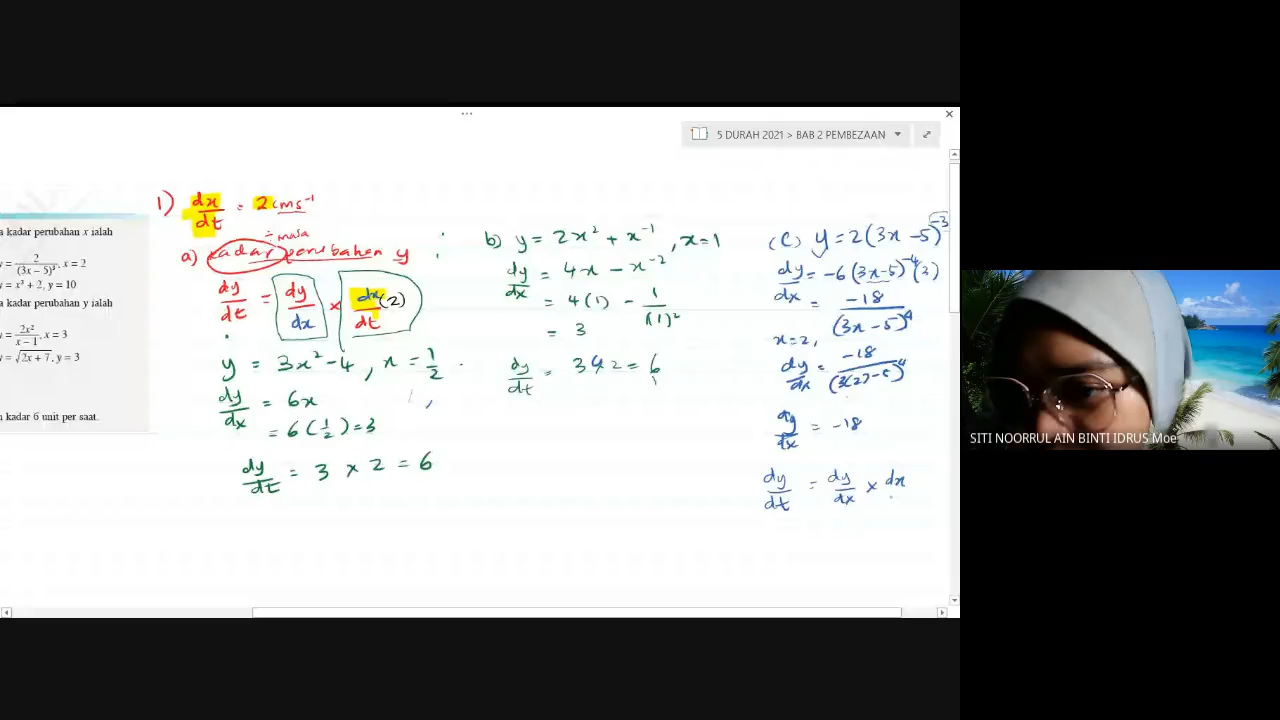 5 DURAH 2021 > BAB 2 PEMBEZAAN
a kadar perubahan x ialah
y = 2/(3x – 5)³, x = 2
y = x³ + 2, y = 10
a kadar perubahan y ialah
y = 2x²/(x – 1), x = 3
y = √(2x + 7), y = 3
n kadar 6 unit per saat.
1) dx/dt = 2 cms⁻¹
÷ masa
a) kadar perubahan y
dy/dt = dy/dx × dx/dt (2)
y = 3x² – 4, x = 1/2
dy/dx = 6x
= 6(1/2) = 3
dy/dt = 3 × 2 = 6
b) y = 2x² + x⁻¹, x = 1
dy/dx = 4x – x⁻²
= 4(1) – 1/(1)²
= 3
dy/dt = 3 × 2 = 6
(c) y = 2(3x – 5)⁻³
dy/dx = –6(3x – 5)⁻⁴(3)
= –18/(3x – 5)⁴
x = 2,
dy/dx = –18/(3(2) – 5)⁴
dy/dx = –18
dy/dt = dy/dx × dx
SITI NOORRUL AIN BINTI IDRUS Moe